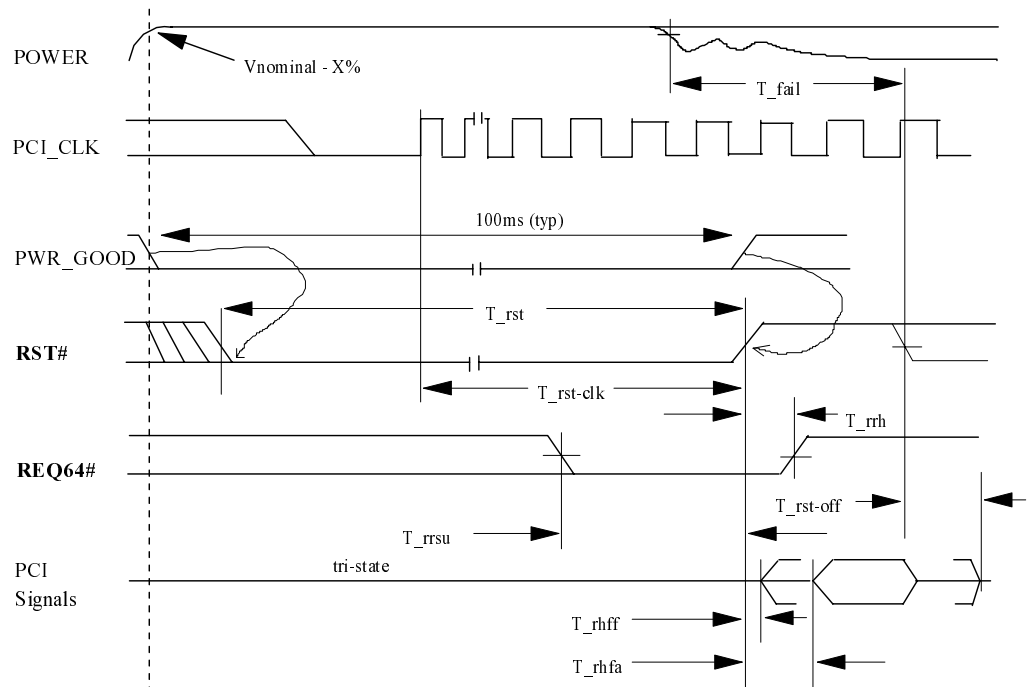 POWER
Vnominal - X%
T_fail
PCI_CLK
100ms (typ)
PWR_GOOD
T_rst
RST#
T_rst-clk
T_rrh
REQ64#
T_rst-off
T_rrsu
PCI
Signals
tri-state
T_rhff
T_rhfa